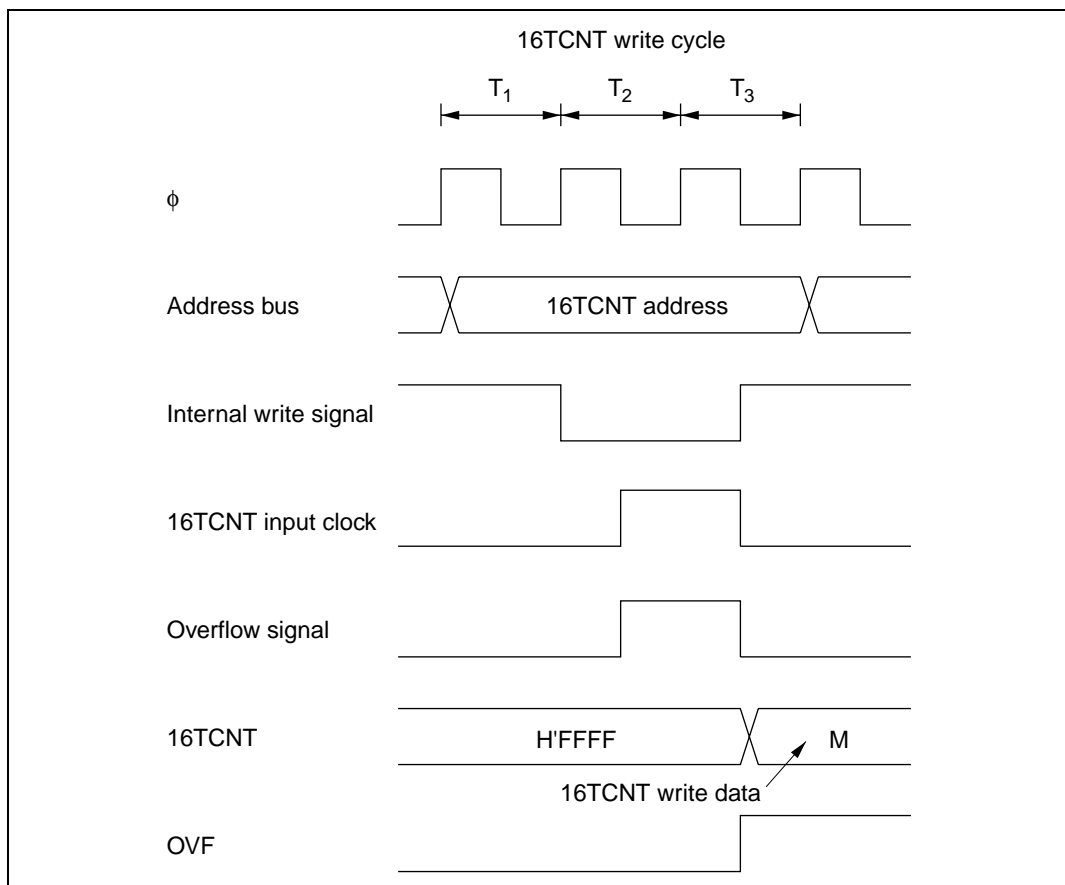 16TCNT write cycle
T1 T2 T3
φ
Address bus
16TCNT address
Internal write signal
16TCNT input clock
Overflow signal
16TCNT
H'FFFF
M
16TCNT write data
OVF